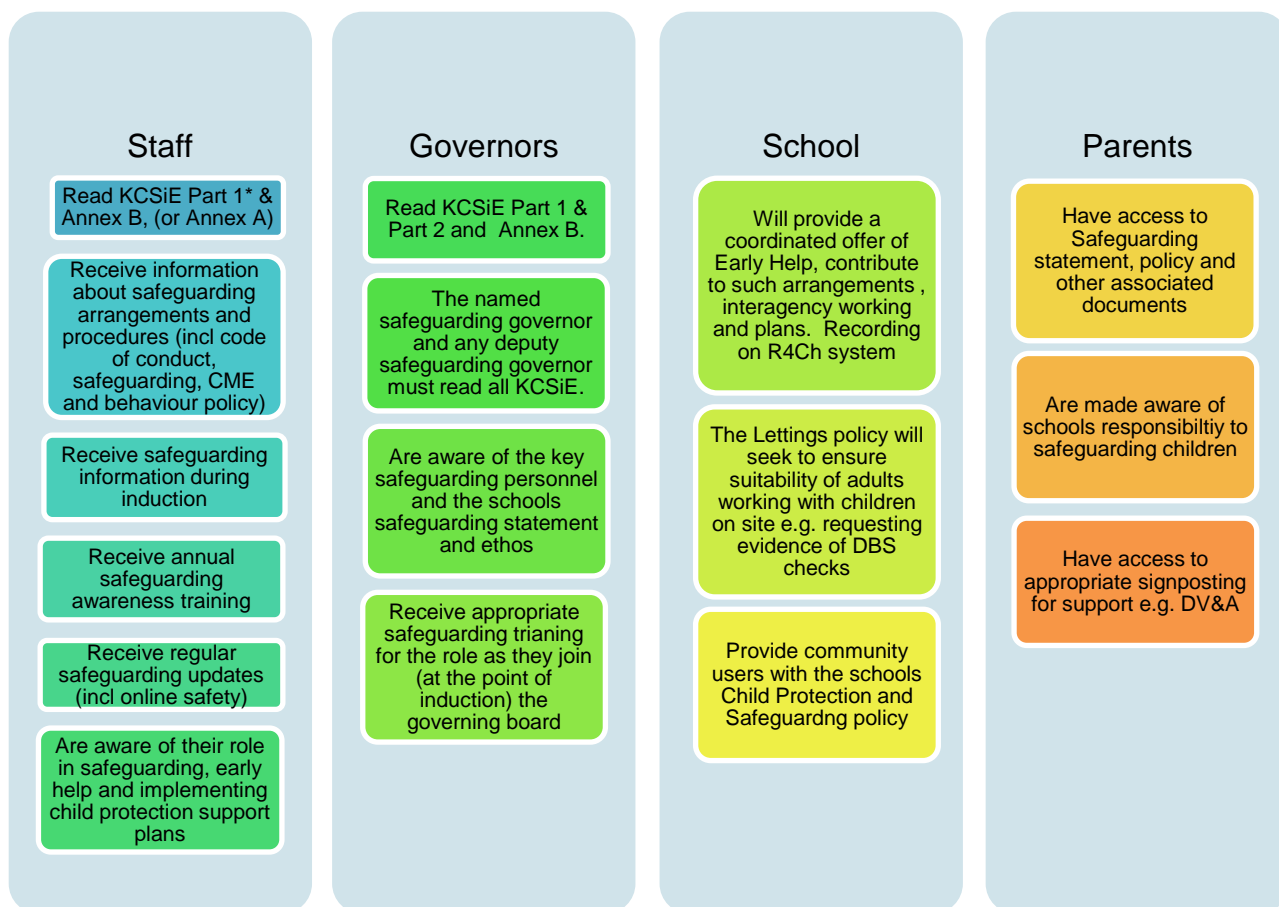 Staff
Read KCSiE Part 1* &
Annex B, (or Annex A)
Receive information
about safeguarding
arrangements and
procedures (incl code
of conduct,
safeguarding, CME
and behaviour policy)
Receive safeguarding
information during
induction
Receive annual
safeguarding
awareness training
Receive regular
safeguarding updates
(incl online safety)
Are aware of their role
in safeguarding, early
help and implementing
child protection support
plans
Governors
Read KCSiE Part 1 &
Part 2 and  Annex B.
The named
safeguarding governor
and any deputy
safeguarding governor
must read all KCSiE.
Are aware of the key
safeguarding personnel
and the schools
safeguarding statement
and ethos
Receive appropriate
safeguarding trianing
for the role as they join
(at the point of
induction) the
governing board
School
Will provide a
coordinated offer of
Early Help, contribute
to such arrangements ,
interagency working
and plans.  Recording
on R4Ch system
The Lettings policy will
seek to ensure
suitability of adults
working with children
on site e.g. requesting
evidence of DBS
checks
Provide community
users with the schools
Child Protection and
Safeguardng policy
Parents
Have access to
Safeguarding
statement, policy and
other associated
documents
Are made aware of
schools responsibiltiy to
safeguarding children
Have access to
appropriate signposting
for support e.g. DV&A